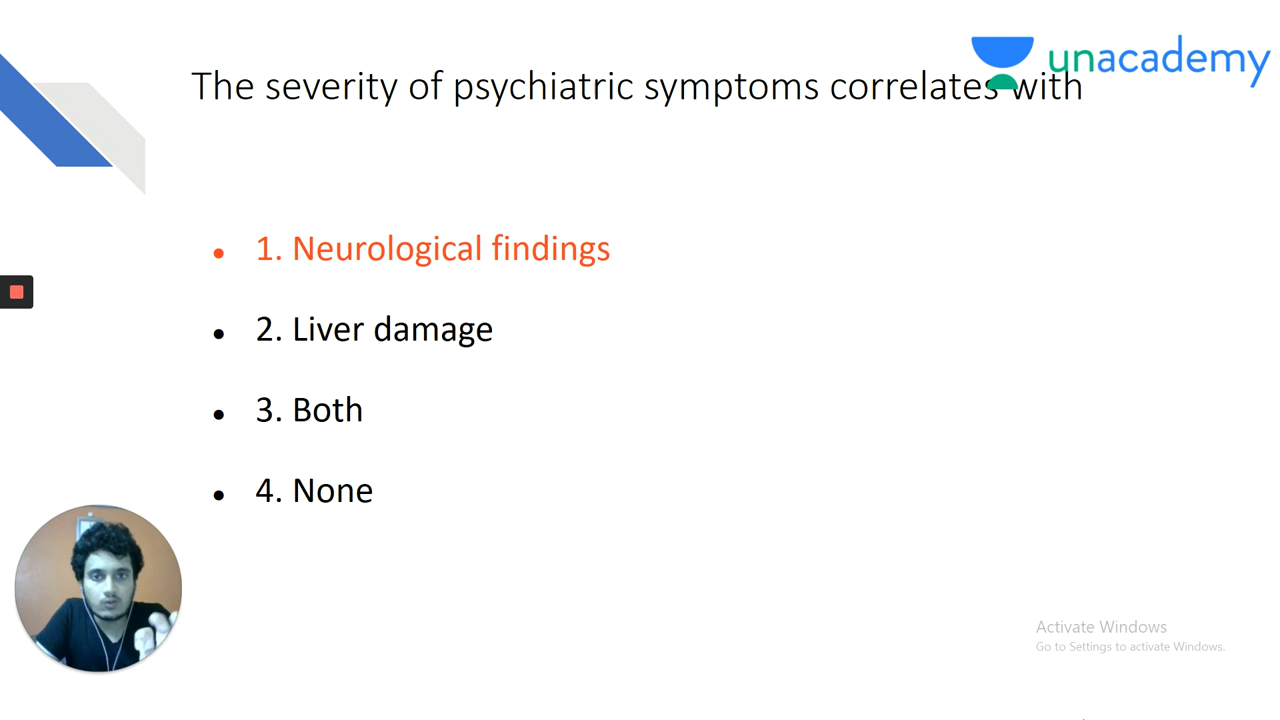 unacademy
The severity of psychiatric symptoms correlates with
• 1. Neurological findings
• 2. Liver damage
• 3. Both
• 4. None
Activate Windows
Go to Settings to activate Windows.